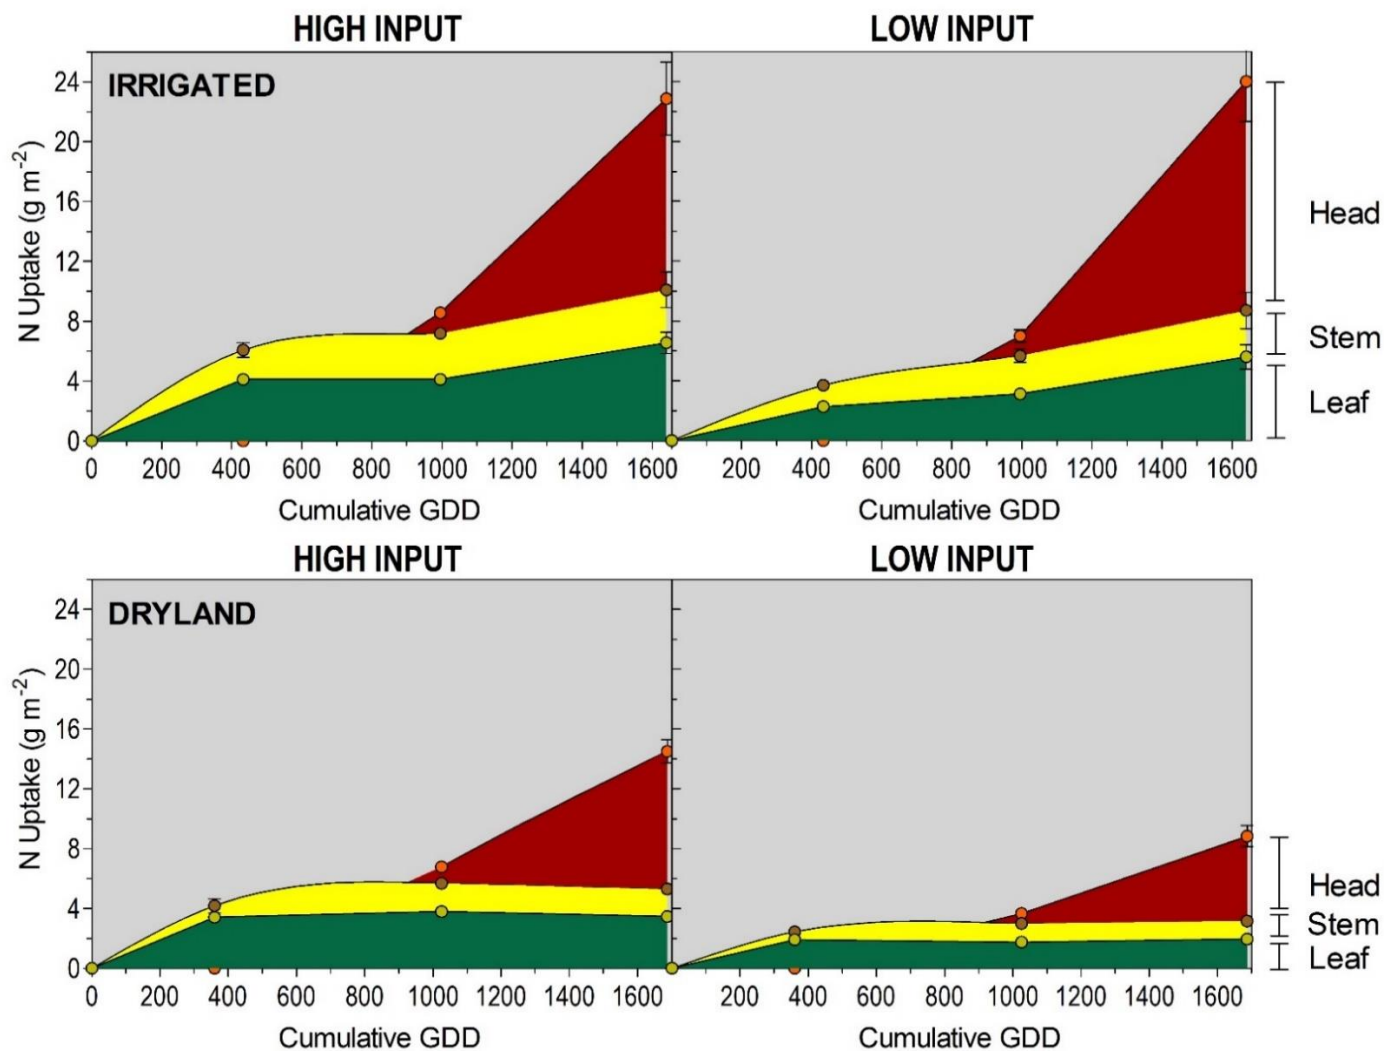 HIGH INPUT
LOW INPUT
IRRIGATED
N Uptake (g m-2)
24
20
16
12
8
4
0
0 200 400 600 800 1000 1200 1400 1600
200 400 600 800 1000 1200 1400 1600
Cumulative GDD
Cumulative GDD
Head
Stem
Leaf
HIGH INPUT
LOW INPUT
DRYLAND
N Uptake (g m-2)
24
20
16
12
8
4
0
0 200 400 600 800 1000 1200 1400 1600
200 400 600 800 1000 1200 1400 1600
Cumulative GDD
Cumulative GDD
Head
Stem
Leaf